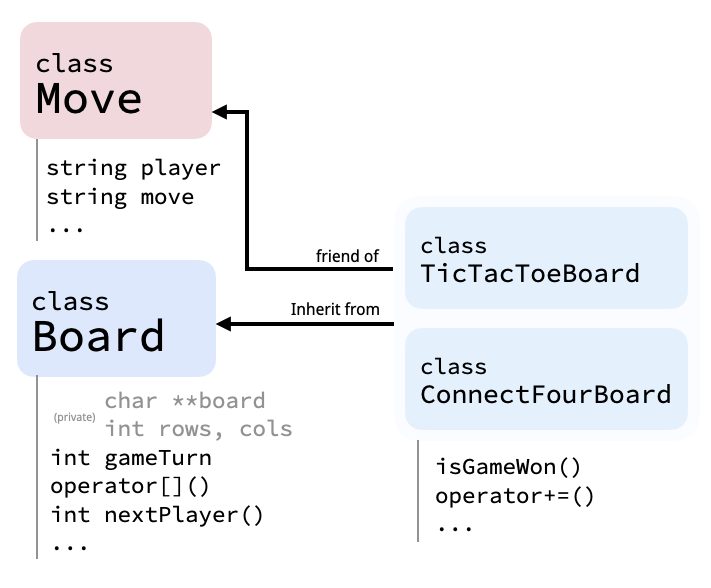 class
Move
string player
string move
...
friend of
class
TicTacToeBoard
class
Board
Inherit from
class
ConnectFourBoard
(private)
char **board
int rows, cols
int gameTurn
operator[]()
int nextPlayer()
...
isGameWon()
operator+=()
...